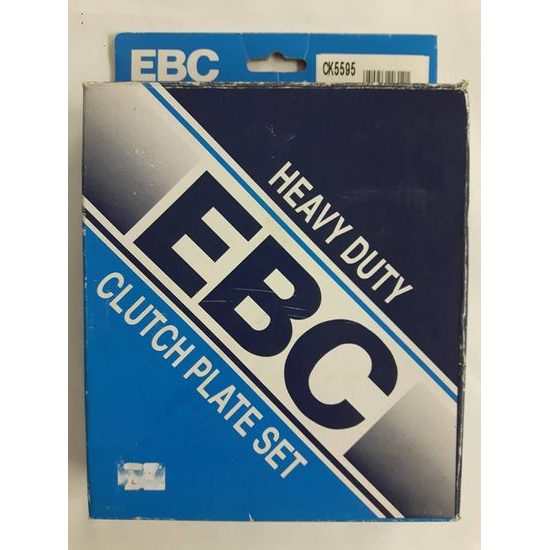 EBC
CK5595
HEAVY DUTY
EBC
CLUTCH PLATE SET